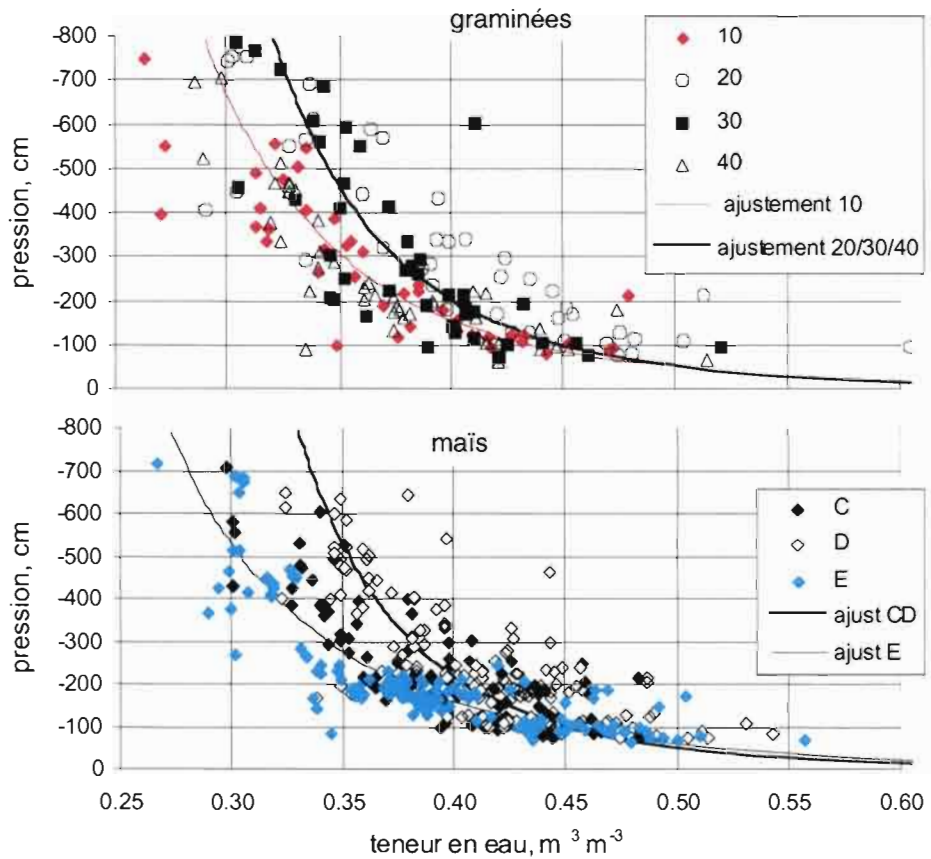 graminées
-800
-700
-600
-500
-400
-300
-200
-100
0
pression, cm
10
20
30
40
ajustement 10
ajustement 20/30/40
maïs
-800
-700
-600
-500
-400
-300
-200
-100
0
pression, cm
C
D
E
ajust CD
ajust E
0.25 0.30 0.35 0.40 0.45 0.50 0.55 0.60
teneur en eau, m ³ m⁻³